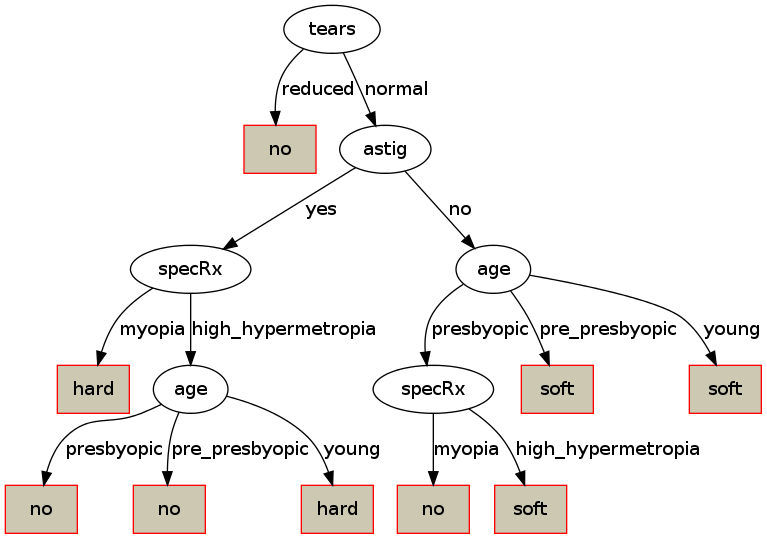 tears
reduced normal
no astig
yes no
specRx age
myopia high_hypermetropia presbyopic pre_presbyopic young
hard age specRx soft soft
presbyopic pre_presbyopic young myopia high_hypermetropia
no no hard no soft